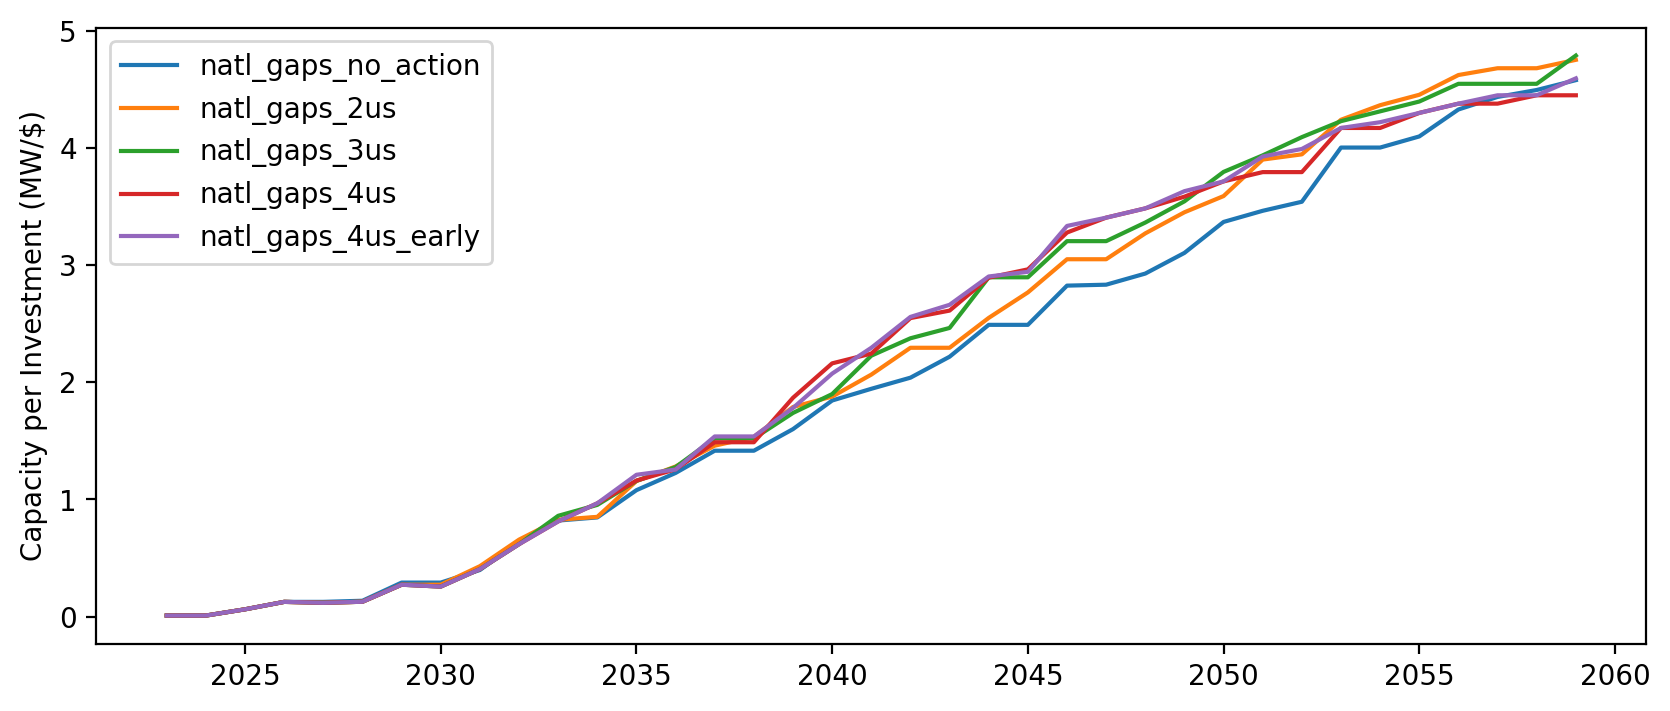 5
4
3
2
1
0
Capacity per Investment (MW/$)
natl_gaps_no_action
natl_gaps_2us
natl_gaps_3us
natl_gaps_4us
natl_gaps_4us_early
2025 2030 2035 2040 2045 2050 2055 2060